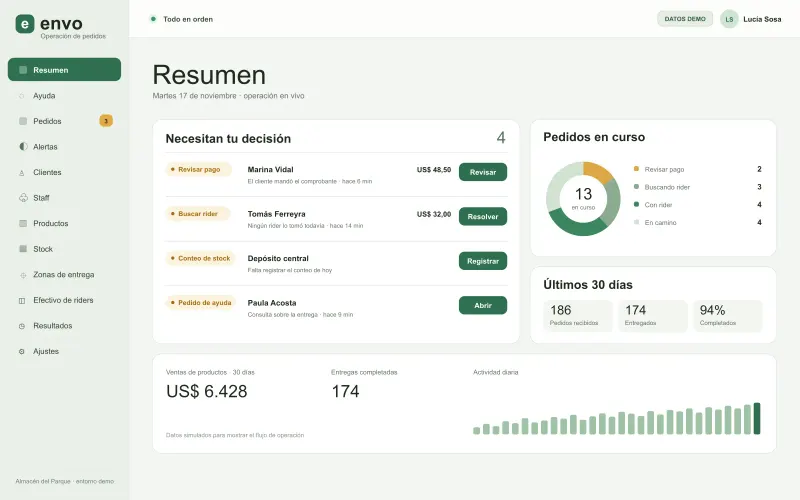 e envo
Operación de pedidos
Resumen
Ayuda
Pedidos 3
Alertas
Clientes
Staff
Productos
Stock
Zonas de entrega
Efectivo de riders
Resultados
Ajustes
Almacén del Parque · entorno demo
Todo en orden
DATOS DEMO
LS Lucía Sosa
Resumen
Martes 17 de noviembre · operación en vivo
Necesitan tu decisión 4
Revisar pago Marina Vidal US$ 48,50 Revisar
El cliente mandó el comprobante · hace 6 min
Buscar rider Tomás Ferreyra US$ 32,00 Resolver
Ningún rider lo tomó todavía · hace 14 min
Conteo de stock Depósito central Registrar
Falta registrar el conteo de hoy
Pedido de ayuda Paula Acosta Abrir
Consulta sobre la entrega · hace 9 min
Pedidos en curso
13
en curso
Revisar pago 2
Buscando rider 3
Con rider 4
En camino 4
Últimos 30 días
186
Pedidos recibidos
174
Entregados
94%
Completados
Ventas de productos · 30 días
US$ 6.428
Entregas completadas
174
Actividad diaria
Datos simulados para mostrar el flujo de operación